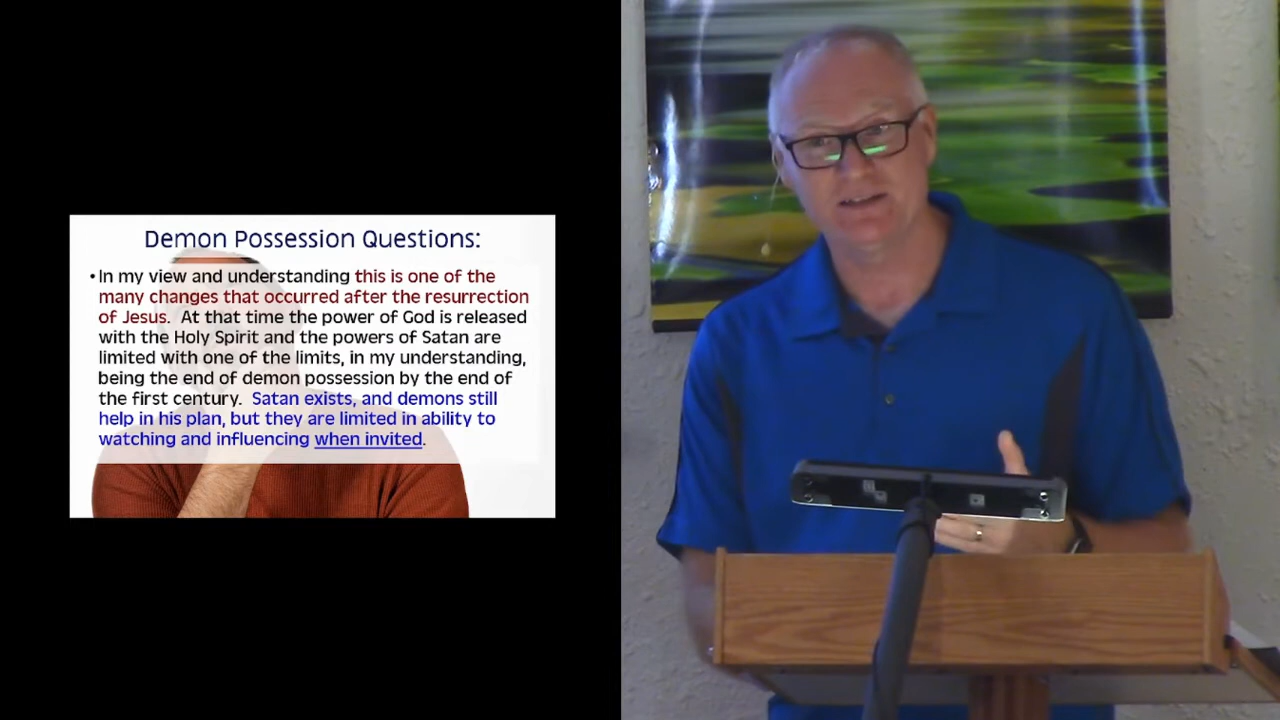 Demon Possession Questions:
• In my view and understanding this is one of the
many changes that occurred after the resurrection
of Jesus. At that time the power of God is released
with the Holy Spirit and the powers of Satan are
limited with one of the limits, in my understanding,
being the end of demon possession by the end of
the first century. Satan exists, and demons still
help in his plan, but they are limited in ability to
watching and influencing when invited.